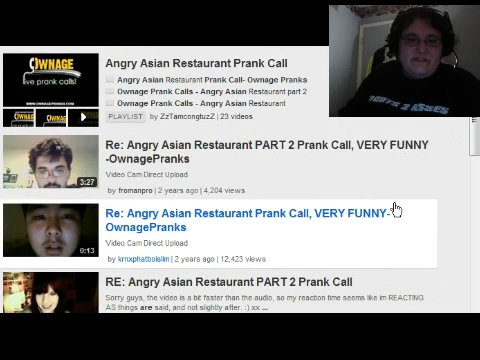 OWNAGE
live prank calls!
WWW.OWNAGEPRANKS.COM
Angry Asian Restaurant Prank Call
Angry Asian Restaurant Prank Call- Ownage Pranks
Ownage Prank Calls - Angry Asian Restaurant part 2
Ownage Prank Calls - Angry Asian Restaurant
PLAYLIST by ZzTamcongtuzZ | 23 videos
Re: Angry Asian Restaurant PART 2 Prank Call, VERY FUNNY
-OwnagePranks
Video Cam Direct Upload
by fromanpro | 2 years ago | 4,204 views
3:27
Re: Angry Asian Restaurant Prank Call, VERY FUNNY-
OwnagePranks
Video Cam Direct Upload
by krnxphatboislim | 2 years ago | 12,423 views
0:13
RE: Angry Asian Restaurant PART 2 Prank Call
Sorry guys, the video is a bit faster than the audio, so my reaction time seems like im REACTING
AS things are said, and not slightly after. :) xx ...